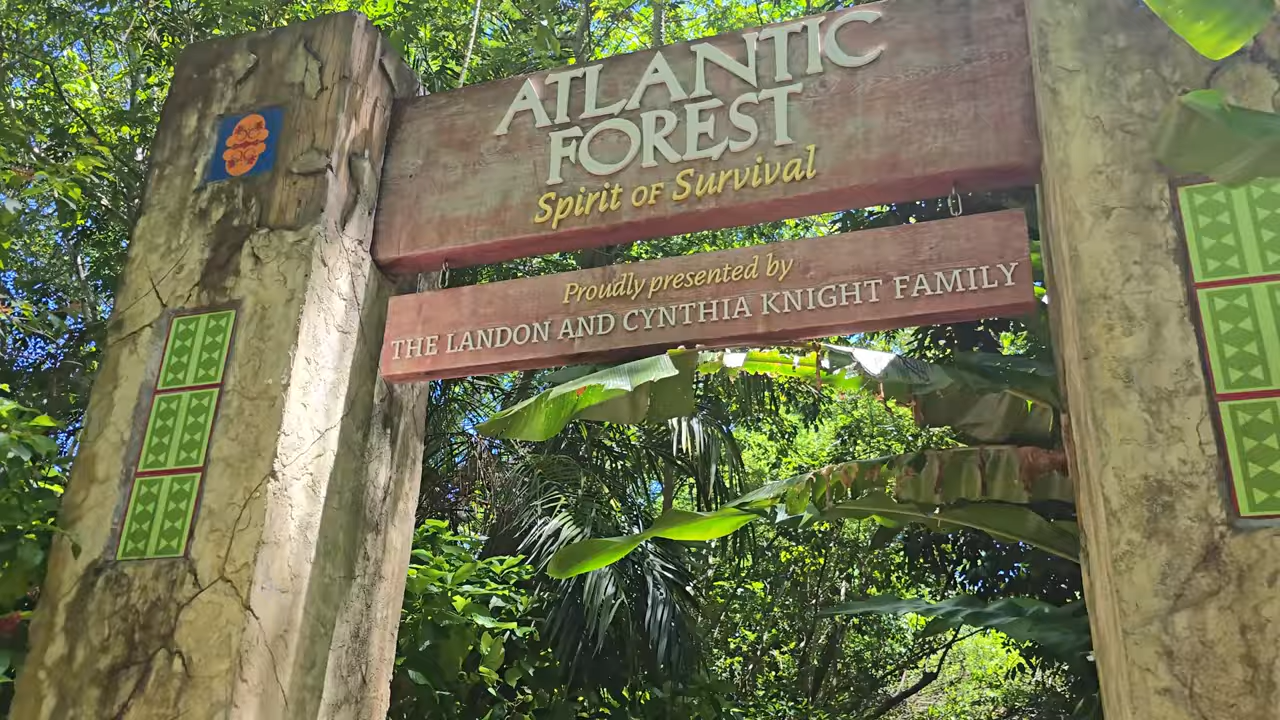 ATLANTIC
FOREST
Spirit OF Survival
Proudly presented by
THE LANDON AND CYNTHIA KNIGHT FAMILY